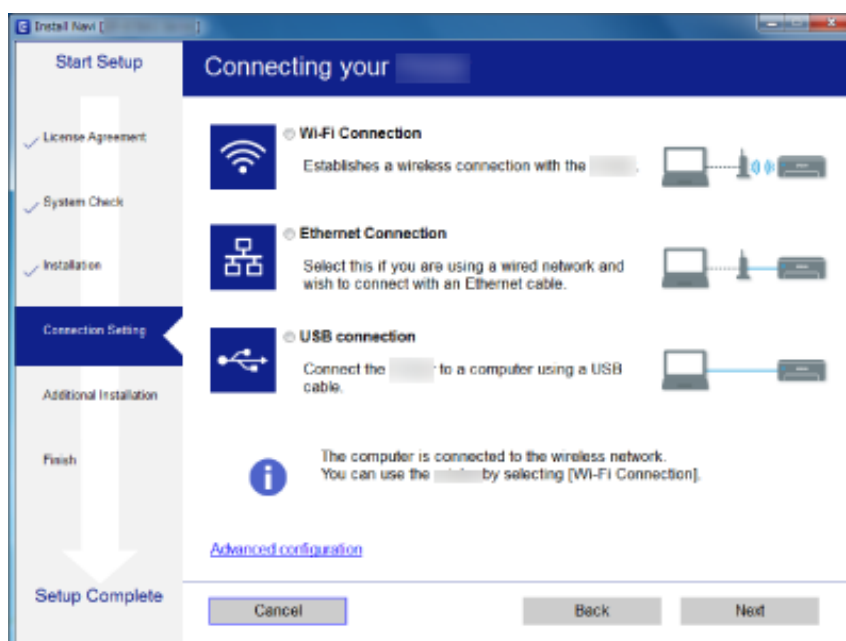 Install Navi [
]
Start Setup
Connecting your
License Agreement
System Check
Installation
Connection Setting
Additional Installation
Finish
Setup Complete
Wi-Fi Connection
Establishes a wireless connection with the .
Ethernet Connection
Select this if you are using a wired network and
wish to connect with an Ethernet cable.
USB connection
Connect the to a computer using a USB
cable.
The computer is connected to the wireless network.
You can use the by selecting [Wi-Fi Connection].
Advanced configuration
Cancel
Back
Next